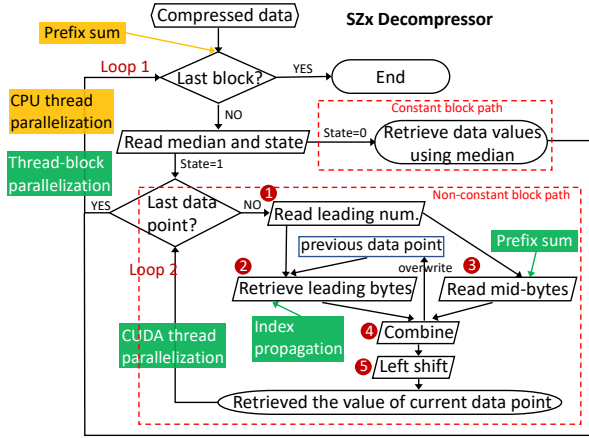 Compressed data
SZx Decompressor
Prefix sum
Loop 1
Last block?
YES
End
CPU thread
parallelization
NO
Constant block path
Read median and state
State=0
Retrieve data values
using median
Thread-block
parallelization
State=1
Non-constant block path
YES
Last data
point?
NO
1
Read leading num.
previous data point
Prefix sum
Loop 2
2
overwrite
3
Retrieve leading bytes
Read mid-bytes
CUDA thread
parallelization
Index
propagation
4
Combine
5
Left shift
Retrieved the value of current data point